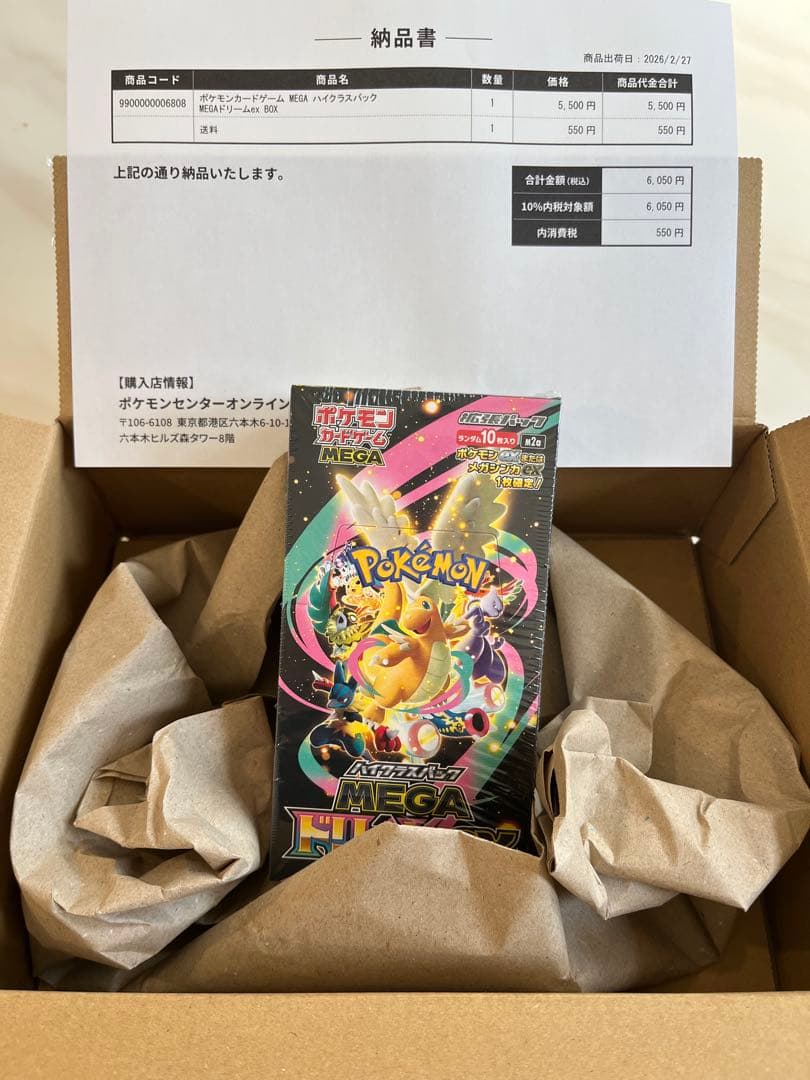 納品書
商品出荷日：2026/2/27
商品コード 商品名 数量 価格 商品代金合計
9900000006808 ポケモンカードゲーム MEGA ハイクラスパック 1 5,500 円 5,500 円
MEGAドリームex BOX
送料 1 550 円 550 円
上記の通り納品いたします。
合計金額(税込) 6,050 円
10%内税対象額 6,050 円
内消費税 550 円
【購入店情報】
ポケモンセンターオンライン
〒106-6108 東京都港区六本木6-10-1
六本木ヒルズ森タワー8階
ポケモン
カードゲーム
MEGA
拡張パック
ランダム10枚入り M2a
ポケモンexまたは
メガシンカex
1枚確定!
POKéMON
ハイクラスパック
MEGA